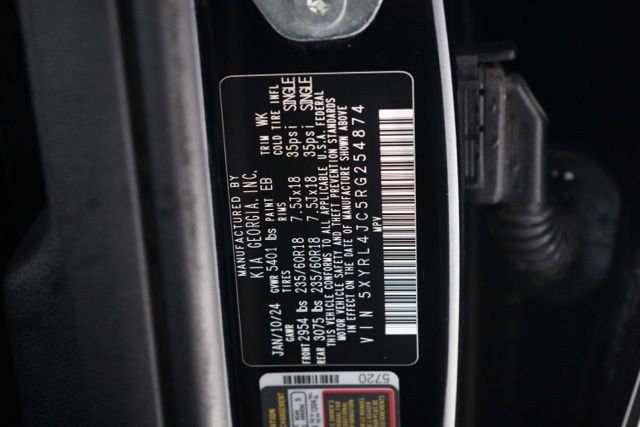 MANUFACTURED BY
KIA GEORGIA, INC.
JAN/10/24 GVWR 5401 lbs PAINT EB TRIM WK
GAWR TIRES RIMS COLD TIRE INFL
FRONT 2954 lbs 235/60R18 7.5Jx18 35psi SINGLE
REAR 3075 lbs 235/60R18 7.5Jx18 35psi SINGLE
THIS VEHICLE CONFORMS TO ALL APPLICABLE U.S.A. FEDERAL
MOTOR VEHICLE SAFETY AND THEFT PREVENTION STANDARDS
IN EFFECT ON THE DATE OF MANUFACTURE SHOWN ABOVE
VIN 5XYRL4JC5RG254874
MPV
5720